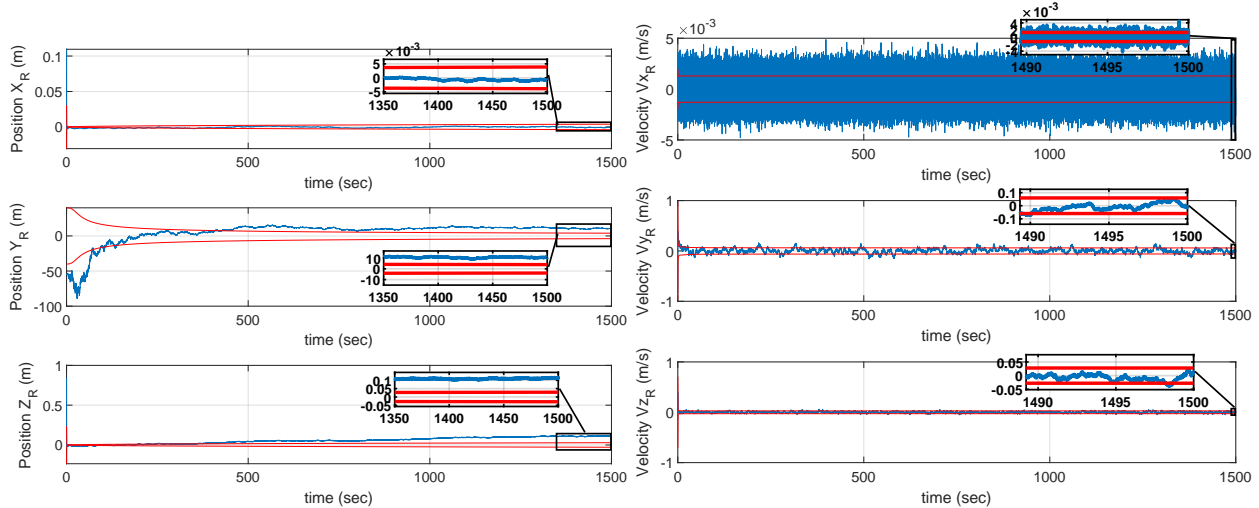 Position X_R (m)
0.1
0.05
0
×10^-3
5
0
-5
1350 1400 1450 1500
0 500 1000 1500
time (sec)
Position Y_R (m)
50
0
-50
-100
10
0
-10
1350 1400 1450 1500
0 500 1000 1500
time (sec)
Position Z_R (m)
1
0
0.1
0.05
0
-0.05
1350 1400 1450 1500
0 500 1000 1500
time (sec)
Velocity Vx_R (m/s)
×10^-3
5
0
-5
×10^-3
4
2
0
-2
-4
1490 1495 1500
0 500 1000 1500
time (sec)
Velocity Vy_R (m/s)
1
0
-1
0.1
0
-0.1
1490 1495 1500
0 500 1000 1500
time (sec)
Velocity Vz_R (m/s)
1
0
-1
0.05
0
-0.05
1490 1495 1500
0 500 1000 1500
time (sec)